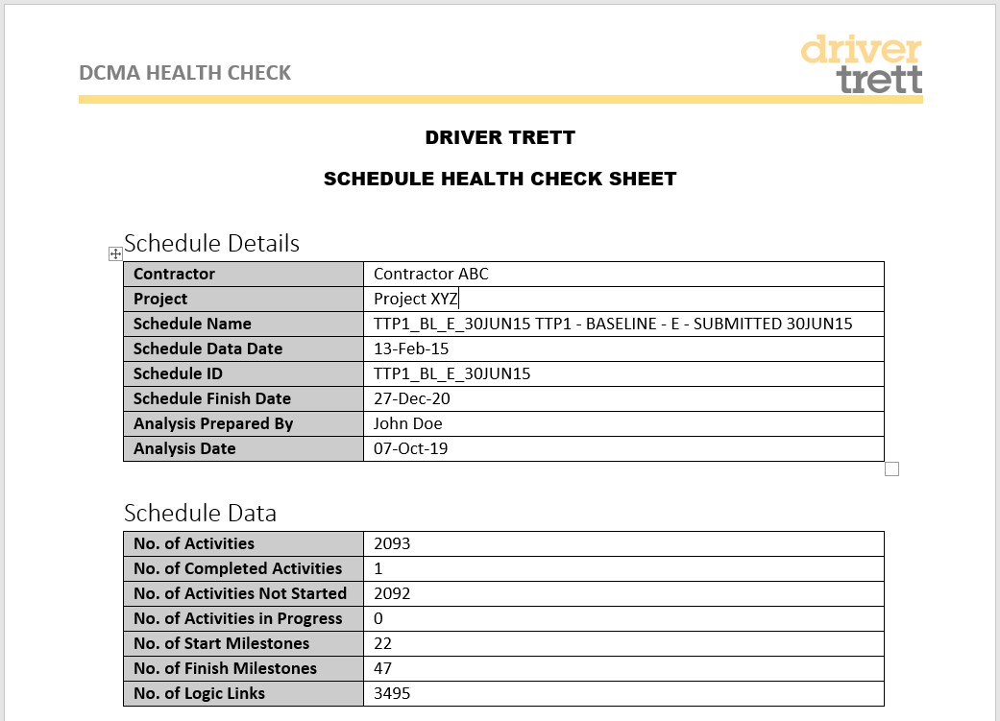 driver
DCMA HEALTH CHECK
trett
DRIVER TRETT
SCHEDULE HEALTH CHECK SHEET
Schedule Details
Contractor Contractor ABC
Project Project XYZ
Schedule Name TTP1_BL_E_30JUN15 TTP1 - BASELINE - E - SUBMITTED 30JUN15
Schedule Data Date 13-Feb-15
Schedule ID TTP1_BL_E_30JUN15
Schedule Finish Date 27-Dec-20
Analysis Prepared By John Doe
Analysis Date 07-Oct-19
Schedule Data
No. of Activities 2093
No. of Completed Activities 1
No. of Activities Not Started 2092
No. of Activities in Progress 0
No. of Start Milestones 22
No. of Finish Milestones 47
No. of Logic Links 3495